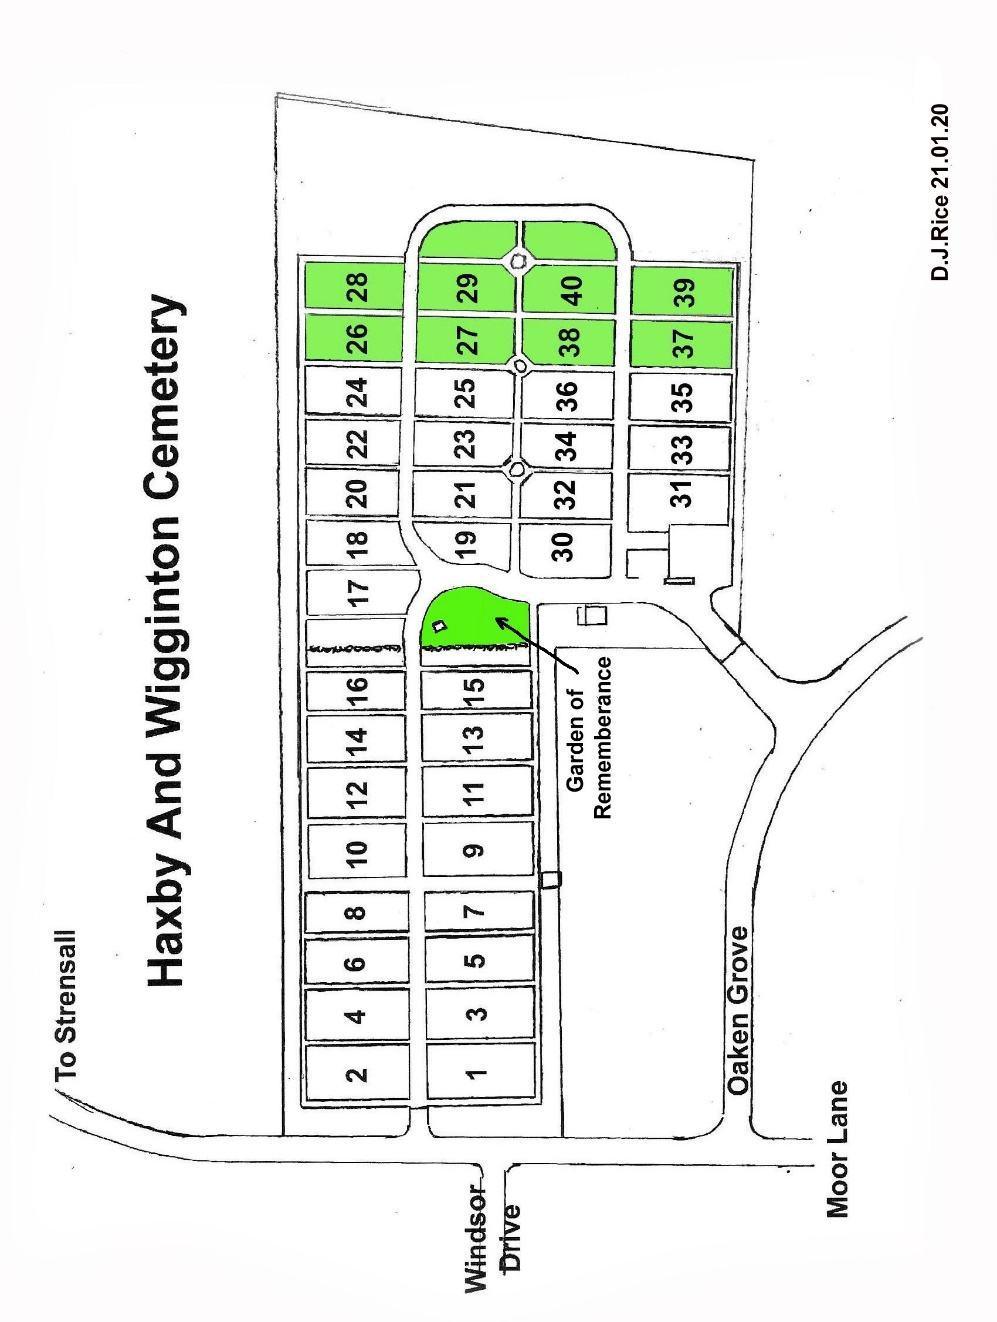 Haxby And Wigginton Cemetery
To Strensall
2 4 6 8 10 12 14 16 17 18 20 22 24 26 28
1 3 5 7 9 11 13 15 19 21 23 25 27 29
30 32 34 36 38 40
31 33 35 37 39
Garden of
Rememberance
Windsor
Drive
Oaken Grove
Moor Lane
D.J.Rice 21.01.20